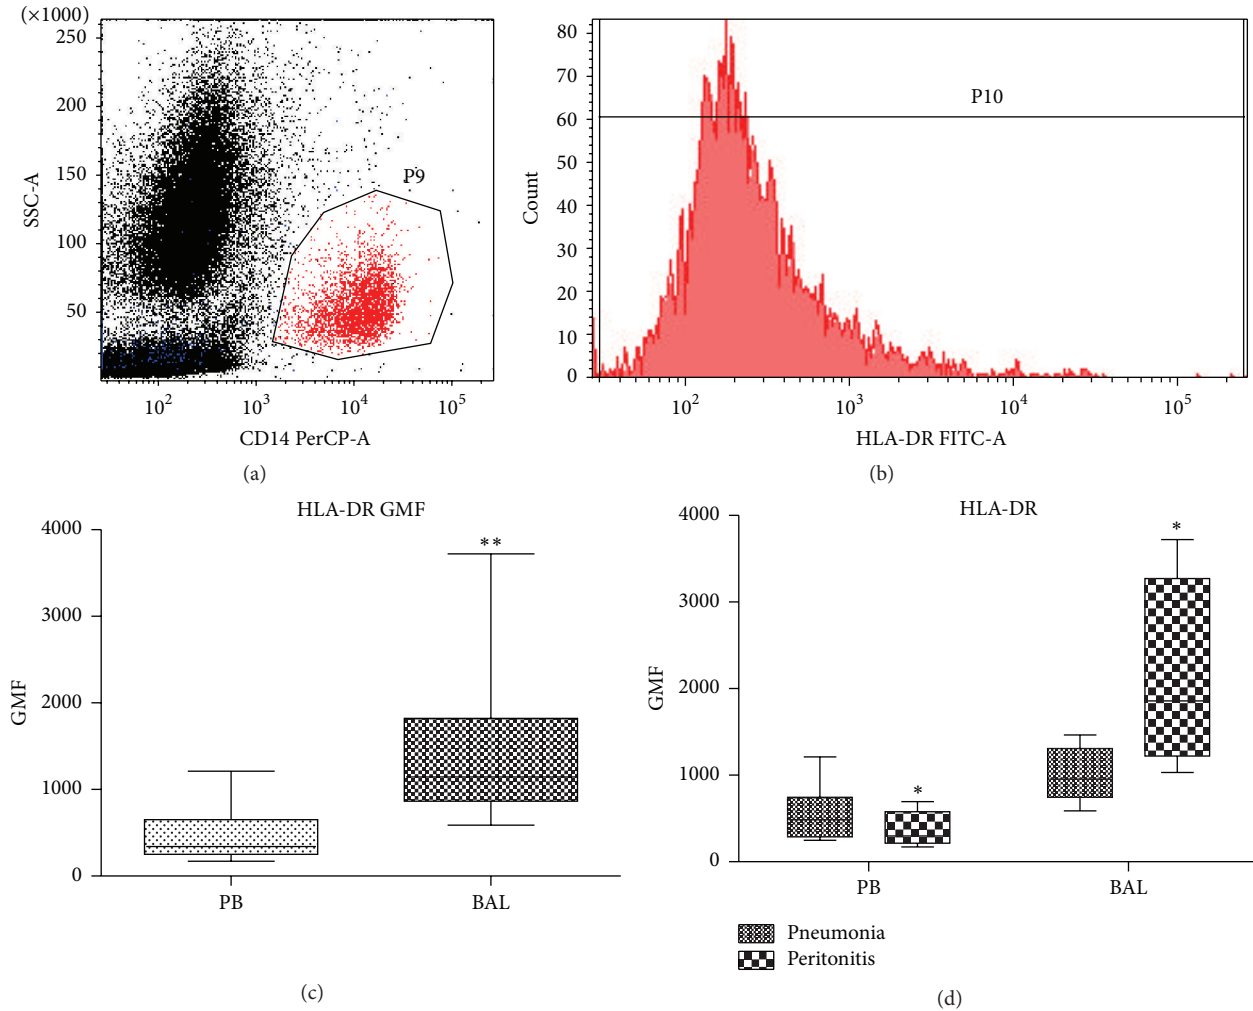 (×1000)
250
200
150
100
50
SSC-A
P9
10² 10³ 10⁴ 10⁵
CD14 PerCP-A
(a)
80
70
60
50
40
30
20
10
0
Count
P10
10² 10³ 10⁴ 10⁵
HLA-DR FITC-A
(b)
HLA-DR GMF
4000
3000
2000
1000
0
GMF
**
PB BAL
(c)
HLA-DR
4000
3000
2000
1000
0
GMF
*
*
PB BAL
Pneumonia
Peritonitis
(d)